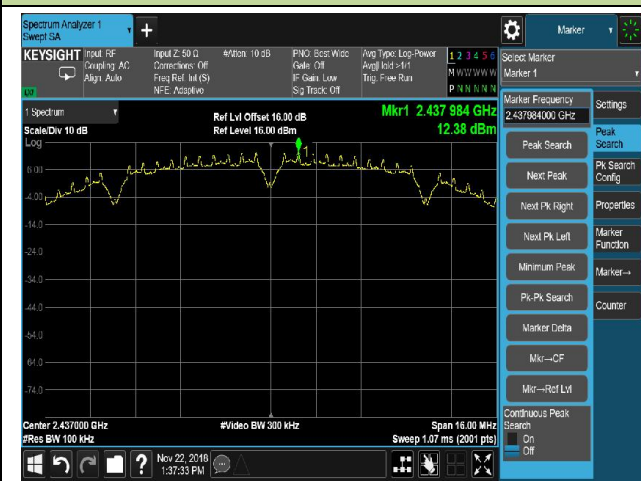 Spectrum Analyzer 1
Swept SA
+
Marker
KEYSIGHT
Input: RF
Coupling: AC
Align: Auto
Input Z: 50 Ω
Corrections: Off
Freq Ref: Int (S)
NFE: Adaptive
#Atten: 10 dB
PNO: Best Wide
Gate: Off
IF Gain: Low
Sig Track: Off
Avg Type: Log-Power
Avg|Hold >1/1
Trig: Free Run
1 2 3 4 5 6
M W W W W W
P N N N N N
Select Marker
Marker 1
1 Spectrum
Scale/Div 10 dB
Log
Ref Lvl Offset 16.00 dB
Ref Level 16.00 dBm
Mkr1 2.437 984 GHz
12.38 dBm
1
6.00
-4.00
-14.0
-24.0
-34.0
-44.0
-54.0
-64.0
-74.0
Center 2.43700 GHz
#Res BW 100 kHz
#Video BW 300 kHz
Span 16.00 MHz
Sweep 1.07 ms (2001 pts)
Marker Frequency
2.437984000 GHz
Peak Search
Next Peak
Next Pk Right
Next Pk Left
Minimum Peak
Pk-Pk Search
Marker Delta
Mkr→CF
Mkr→Ref Lvl
Continuous Peak
Search
On
Off
Settings
Peak
Search
Pk Search
Config
Properties
Marker
Function
Marker→
Counter
?
Nov 22, 2018
1:37:33 PM